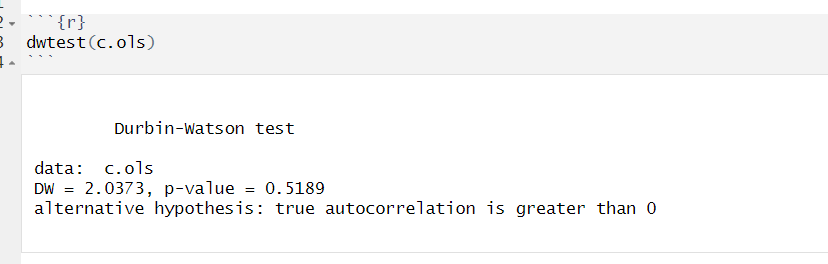 ```{r}
dwtest(c.ols)
```
Durbin-Watson test
data:  c.ols
DW = 2.0373, p-value = 0.5189
alternative hypothesis: true autocorrelation is greater than 0